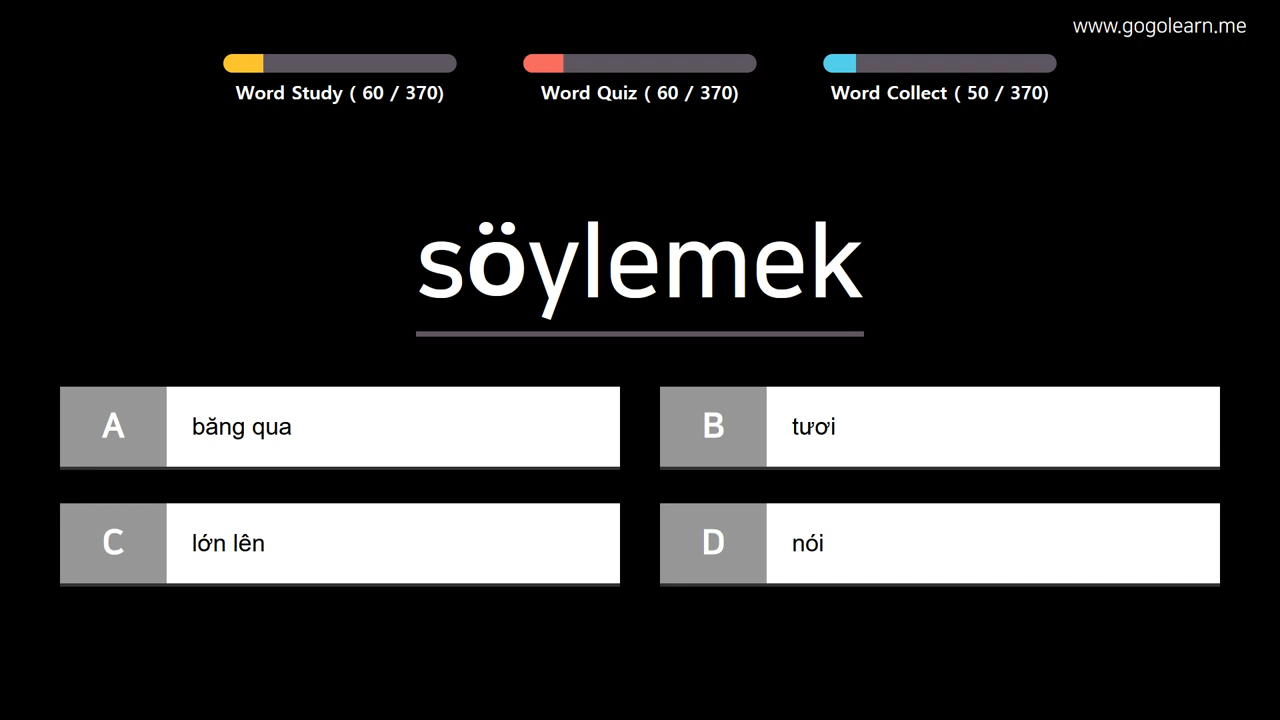 www.gogolearn.me
Word Study ( 60 / 370)
Word Quiz ( 60 / 370)
Word Collect ( 50 / 370)
söylemek
A băng qua
B tươi
C lớn lên
D nói